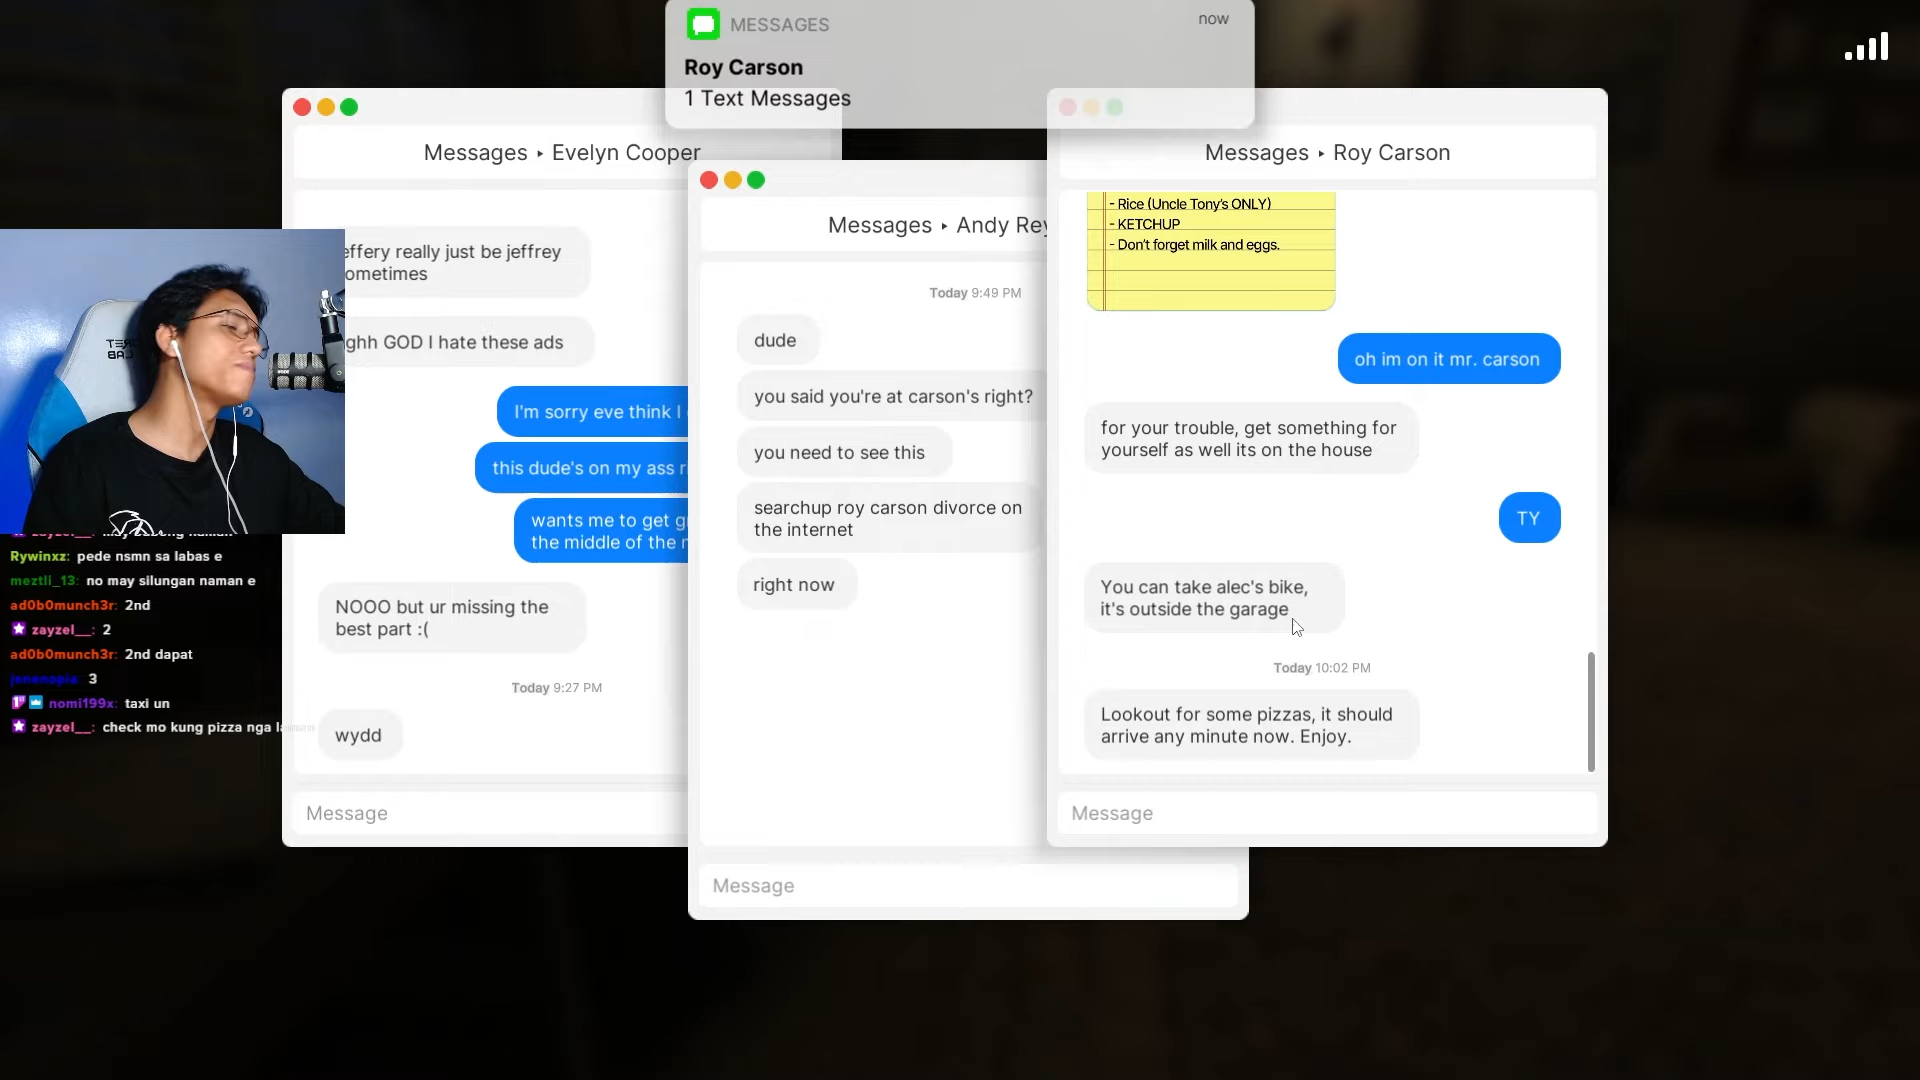 MESSAGES
now
Roy Carson
1 Text Messages
Messages ‣ Evelyn Cooper
effery really just be jeffrey
ometimes
ghh GOD I hate these ads
I'm sorry eve think I
this dude's on my ass
wants me to get
the middle of the
NOOO but ur missing the
best part :(
Today 9:27 PM
wydd
Message
Messages ‣ Andy Rey
Today 9:49 PM
dude
you said you're at carson's right?
you need to see this
searchup roy carson divorce on
the internet
right now
Message
Messages ‣ Roy Carson
- Rice (Uncle Tony's ONLY)
- KETCHUP
- Don't forget milk and eggs.
oh im on it mr. carson
for your trouble, get something for
yourself as well its on the house
TY
You can take alec's bike,
it's outside the garage
Today 10:02 PM
Lookout for some pizzas, it should
arrive any minute now. Enjoy.
Message
Rywinxz: pede nsmn sa labas e
meztli_13: no may silungan naman e
ad0b0munch3r: 2nd
zayzel__: 2
ad0b0munch3r: 2nd dapat
jenenopia: 3
nomi199x: taxi un
zayzel__: check mo kung pizza nga